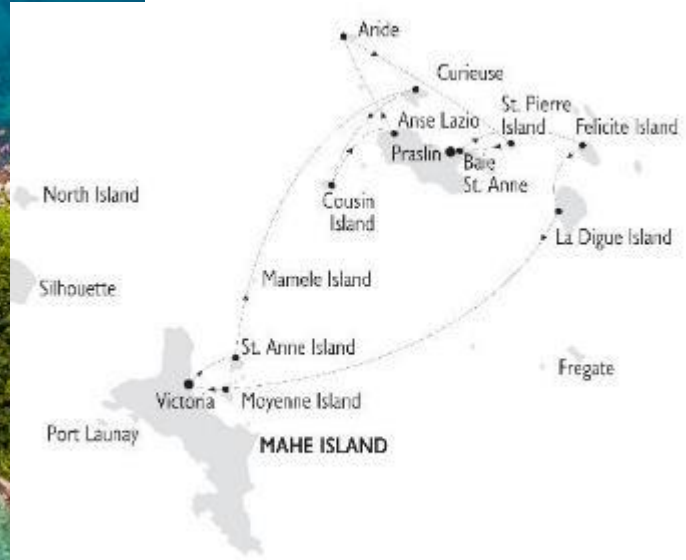 Aride
Curieuse
St. Pierre
Island
Felicite Island
Anse Lazio
Praslin
Baie
St. Anne
North Island
Cousin
Island
La Digue Island
Silhouette
Mamele Island
St. Anne Island
Fregate
Victoria
Moyenne Island
Port Launay
MAHE ISLAND